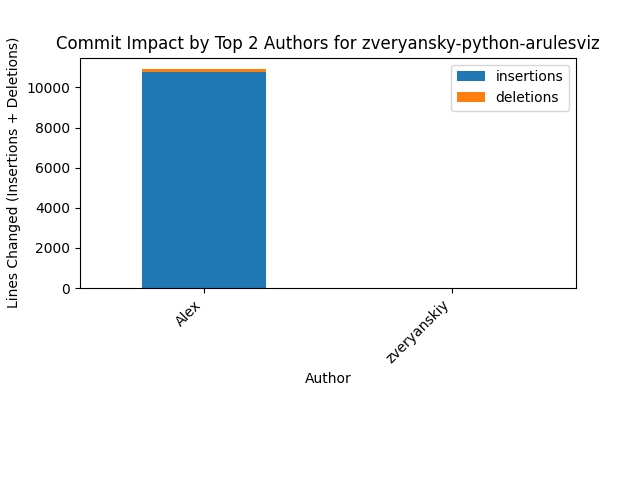 Commit Impact by Top 2 Authors for zveryansky-python-arulesviz
Lines Changed (Insertions + Deletions)
10000
8000
6000
4000
2000
0
insertions
deletions
Alex
zveryanskiy
Author